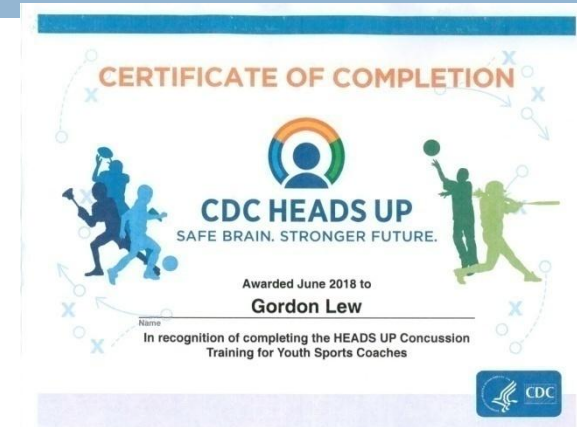 CERTIFICATE OF COMPLETION
CDC HEADS UP
SAFE BRAIN. STRONGER FUTURE.
Awarded June 2018 to
Gordon Lew
Name
In recognition of completing the HEADS UP Concussion
Training for Youth Sports Coaches
CDC